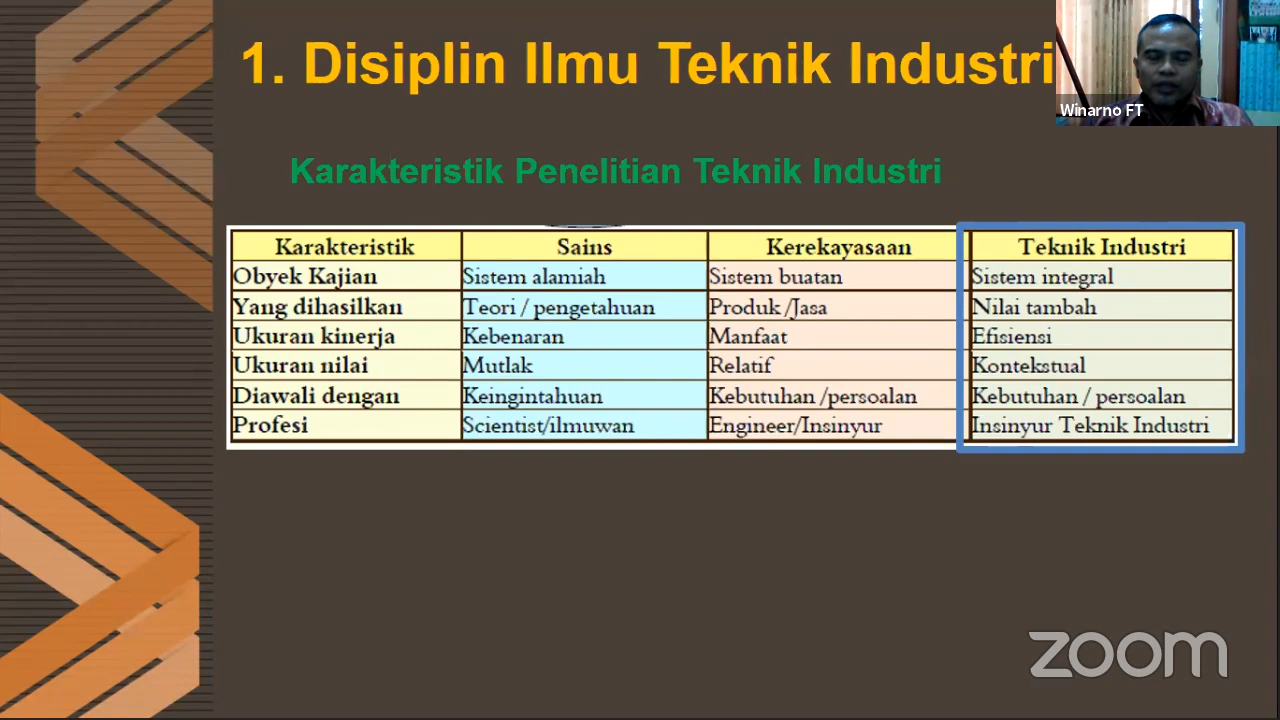 1. Disiplin Ilmu Teknik Industri
Winarno FT
Karakteristik Penelitian Teknik Industri
Karakteristik Sains Kerekayasaan Teknik Industri
Obyek Kajian Sistem alamiah Sistem buatan Sistem integral
Yang dihasilkan Teori / pengetahuan Produk /Jasa Nilai tambah
Ukuran kinerja Kebenaran Manfaat Efisiensi
Ukuran nilai Mutlak Relatif Kontekstual
Diawali dengan Keingintahuan Kebutuhan /persoalan Kebutuhan / persoalan
Profesi Scientist/ilmuwan Engineer/Insinyur Insinyur Teknik Industri
zoom